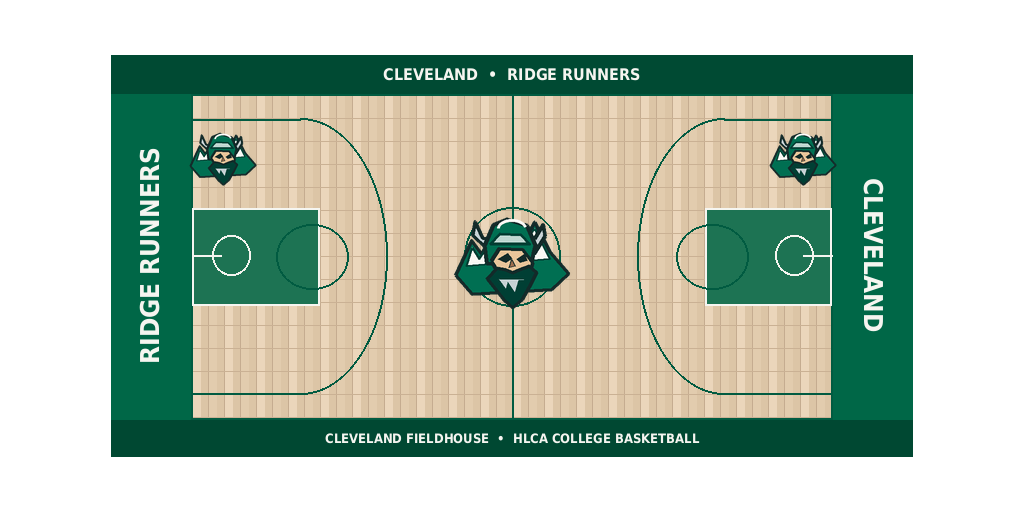 CLEVELAND • RIDGE RUNNERS
RIDGE RUNNERS
CLEVELAND
CLEVELAND FIELDHOUSE • HLCA COLLEGE BASKETBALL